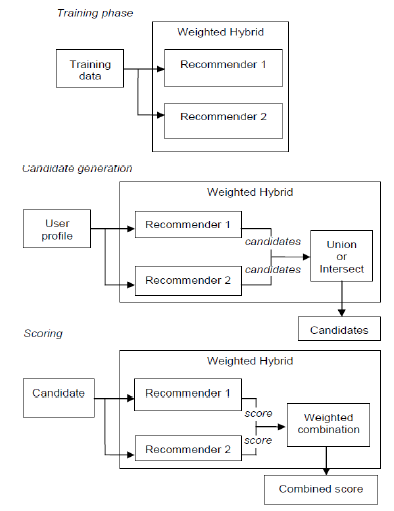 Training phase
Weighted Hybrid
Training
data
Recommender 1
Recommender 2
Candidate generation
Weighted Hybrid
User
profile
Recommender 1
candidates
candidates
Recommender 2
Union
or
Intersect
Candidates
Scoring
Weighted Hybrid
Candidate
Recommender 1
score
score
Recommender 2
Weighted
combination
Combined score